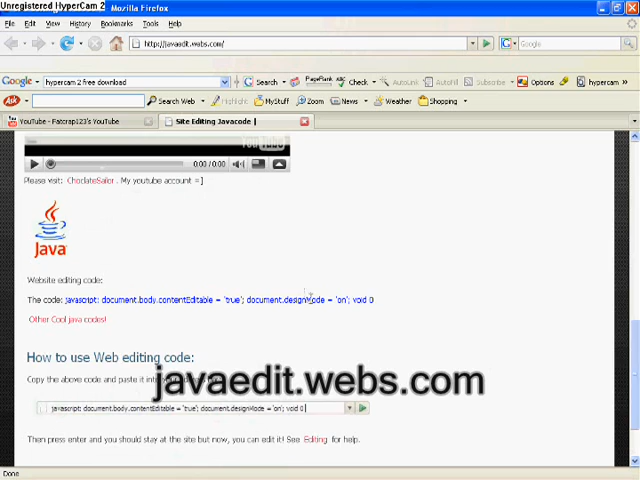 Unregistered HyperCam 2
Mozilla Firefox
File Edit View History Bookmarks Tools Help
http://javaedit.webs.com/
Google
Google hypercam 2 free download Search PageRank Check AutoLink AutoFill Subscribe Options hypercam
Ask Search Web Highlight MyStuff Zoom News Weather Shopping
YouTube - Fatcrap123's YouTube
Site Editing Javacode |
YouTube
0:00 / 0:00
Please visit: ChoclateSailor . My youtube account =]
Java
Website editing code:
The code: javascript: document.body.contentEditable = 'true'; document.designMode = 'on'; void 0
Other Cool java codes!
How to use Web editing code:
Copy the above code and paste it into
javaedit.webs.com
javascript: document.body.contentEditable = 'true'; document.designMode = 'on'; void 0
Then press enter and you should stay at the site but now, you can edit it! See Editing for help.
Done